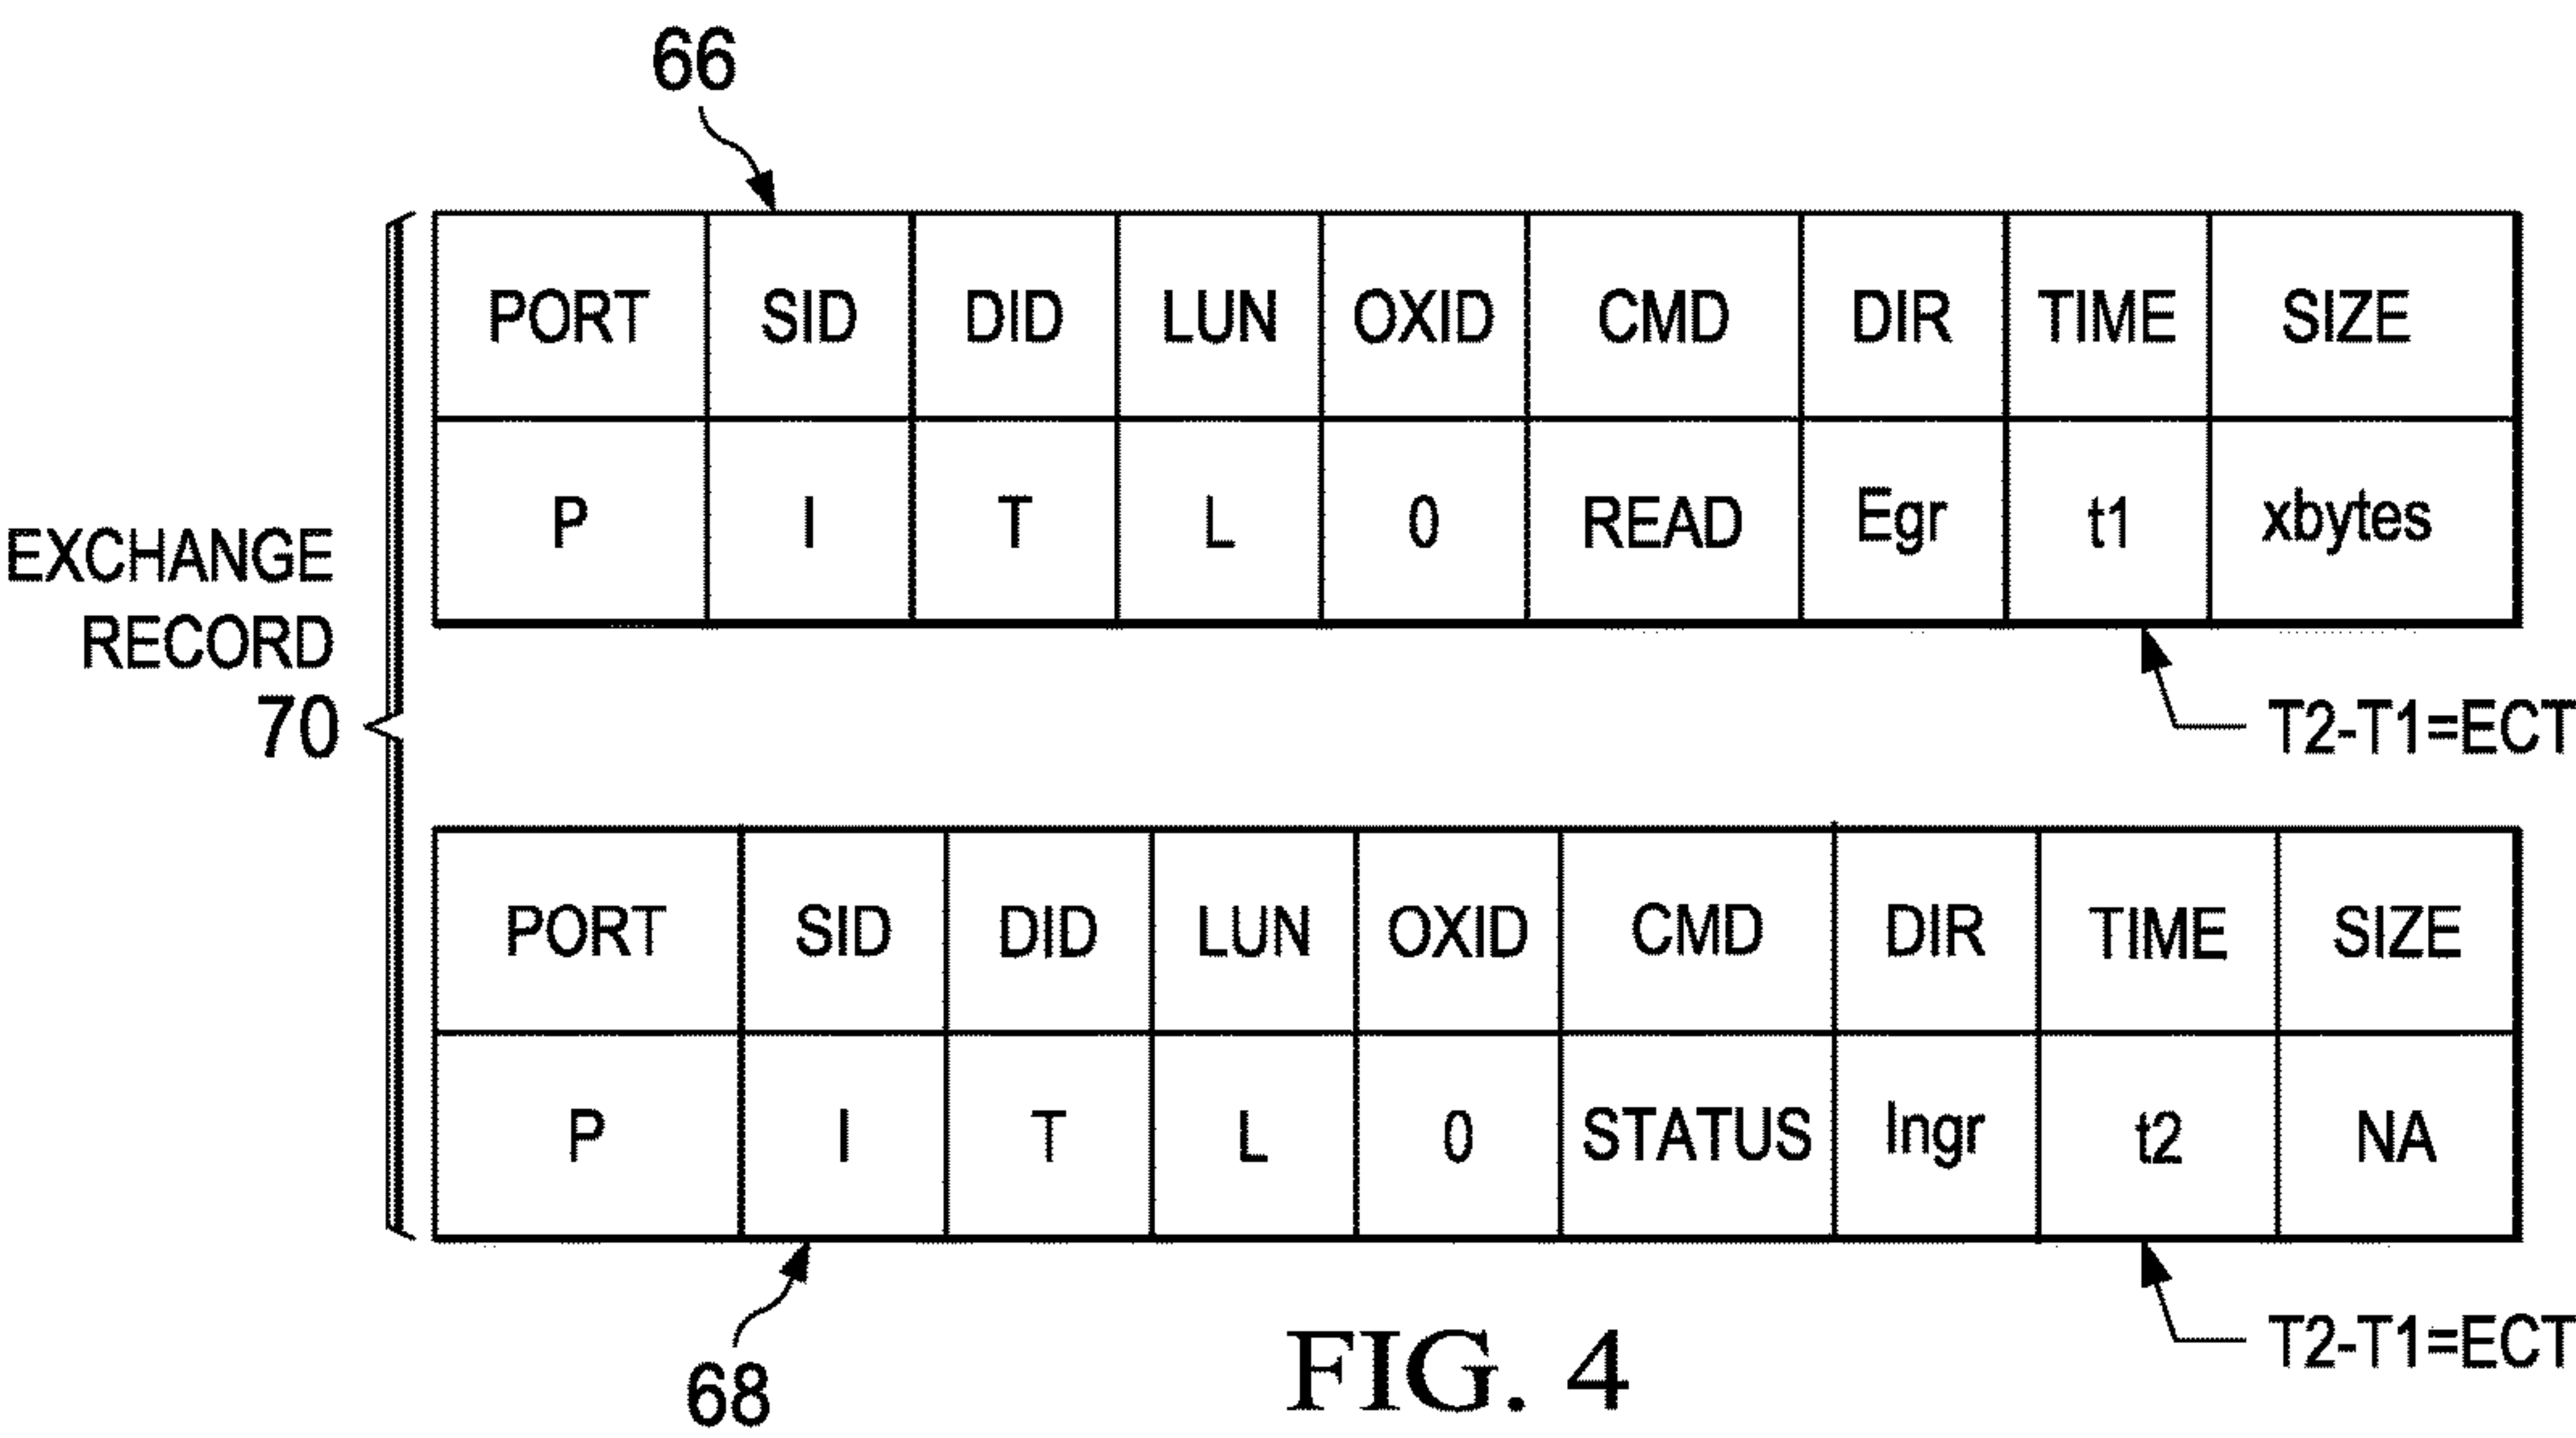 66
PORT SID DID LUN OXID CMD DIR TIME SIZE
P I T L 0 READ Egr t1 xbytes
EXCHANGE
RECORD
70
T2-T1=ECT
PORT SID DID LUN OXID CMD DIR TIME SIZE
P I T L 0 STATUS Ingr t2 NA
T2-T1=ECT
68
FIG. 4